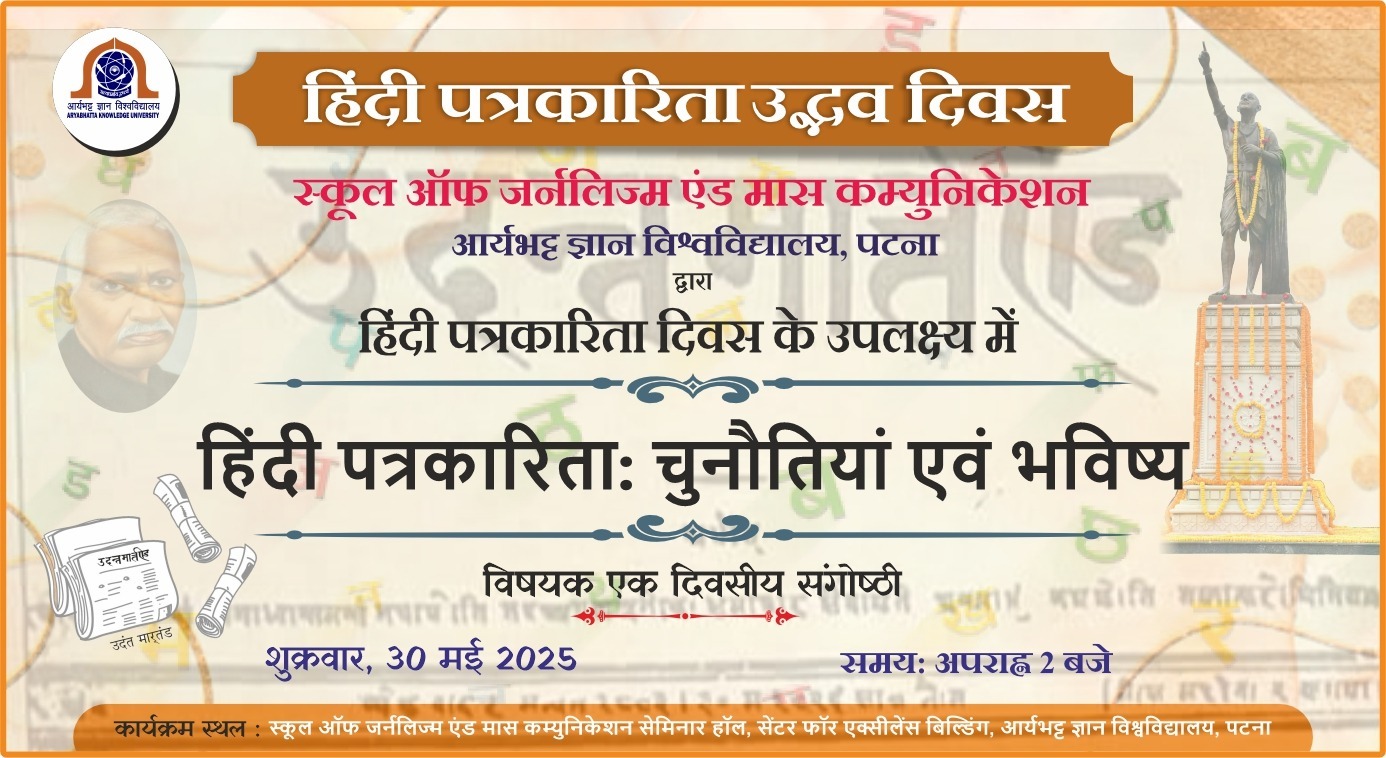 आर्यभट्ट ज्ञान विश्वविद्यालय
ARYABHATTA KNOWLEDGE UNIVERSITY
हिंदी पत्रकारिता उद्भव दिवस
स्कूल ऑफ जर्नलिज्म एंड मास कम्युनिकेशन
आर्यभट्ट ज्ञान विश्वविद्यालय, पटना
द्वारा
हिंदी पत्रकारिता दिवस के उपलक्ष्य में
हिंदी पत्रकारिता: चुनौतियां एवं भविष्य
उदन्तमार्तण्ड
उदंत मार्तंड
विषयक एक दिवसीय संगोष्ठी
शुक्रवार, 30 मई 2025
समय: अपराह्न 2 बजे
कार्यक्रम स्थल : स्कूल ऑफ जर्नलिज्म एंड मास कम्युनिकेशन सेमिनार हॉल, सेंटर फॉर एक्सीलेंस बिल्डिंग, आर्यभट्ट ज्ञान विश्वविद्यालय, पटना